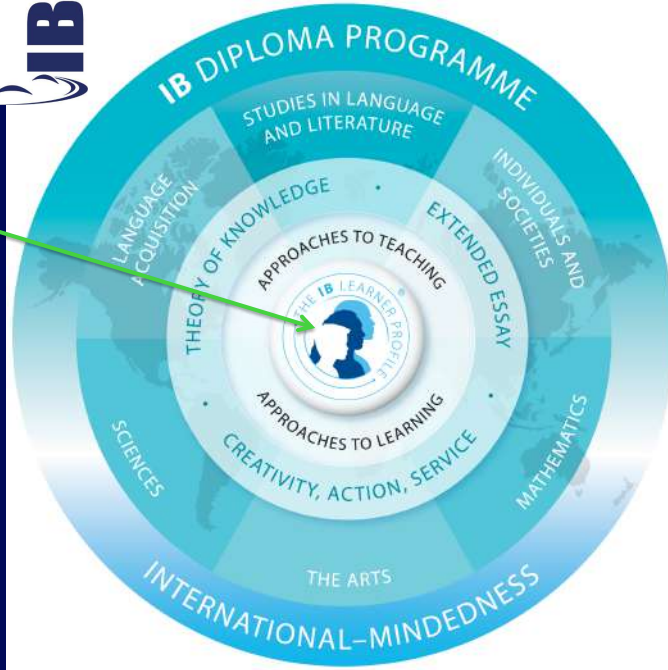 IB
IB DIPLOMA PROGRAMME
STUDIES IN LANGUAGE
AND LITERATURE
LANGUAGE
ACQUISITION
INDIVIDUALS AND
SOCIETIES
THEORY OF KNOWLEDGE
·
EXTENDED ESSAY
APPROACHES TO TEACHING
THE IB LEARNER PROFILE
®
APPROACHES TO LEARNING
·
CREATIVITY, ACTION, SERVICE
·
SCIENCES
MATHEMATICS
THE ARTS
INTERNATIONAL–MINDEDNESS